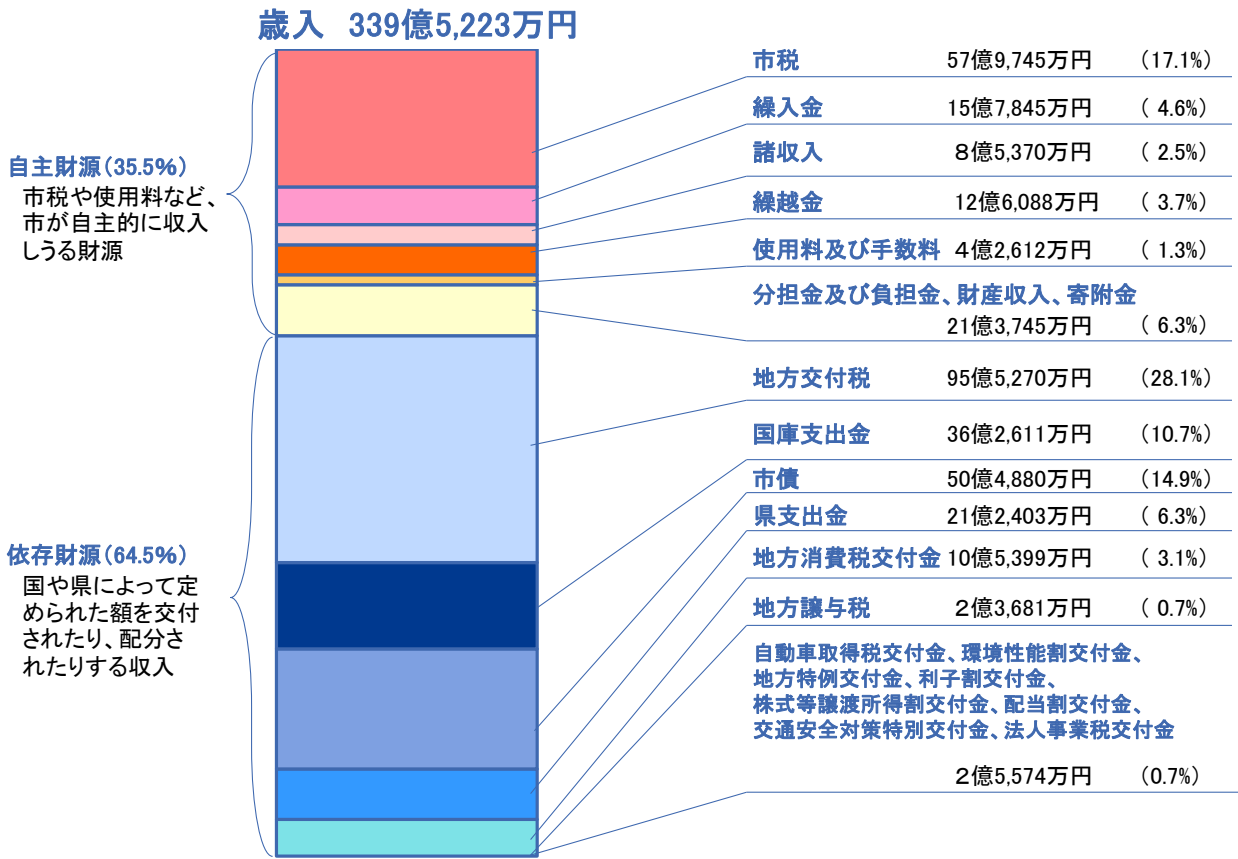 歳入 339億5,223万円
自主財源(35.5%)
市税や使用料など、
市が自主的に収入
しうる財源
市税 57億9,745万円 (17.1%)
繰入金 15億7,845万円 ( 4.6%)
諸収入 8億5,370万円 ( 2.5%)
繰越金 12億6,088万円 ( 3.7%)
使用料及び手数料 4億2,612万円 ( 1.3%)
分担金及び負担金、財産収入、寄附金
21億3,745万円 ( 6.3%)
依存財源(64.5%)
国や県によって定
められた額を交付
されたり、配分さ
れたりする収入
地方交付税 95億5,270万円 (28.1%)
国庫支出金 36億2,611万円 (10.7%)
市債 50億4,880万円 (14.9%)
県支出金 21億2,403万円 ( 6.3%)
地方消費税交付金 10億5,399万円 ( 3.1%)
地方譲与税 2億3,681万円 ( 0.7%)
自動車取得税交付金、環境性能割交付金、
地方特例交付金、利子割交付金、
株式等譲渡所得割交付金、配当割交付金、
交通安全対策特別交付金、法人事業税交付金
2億5,574万円 (0.7%)